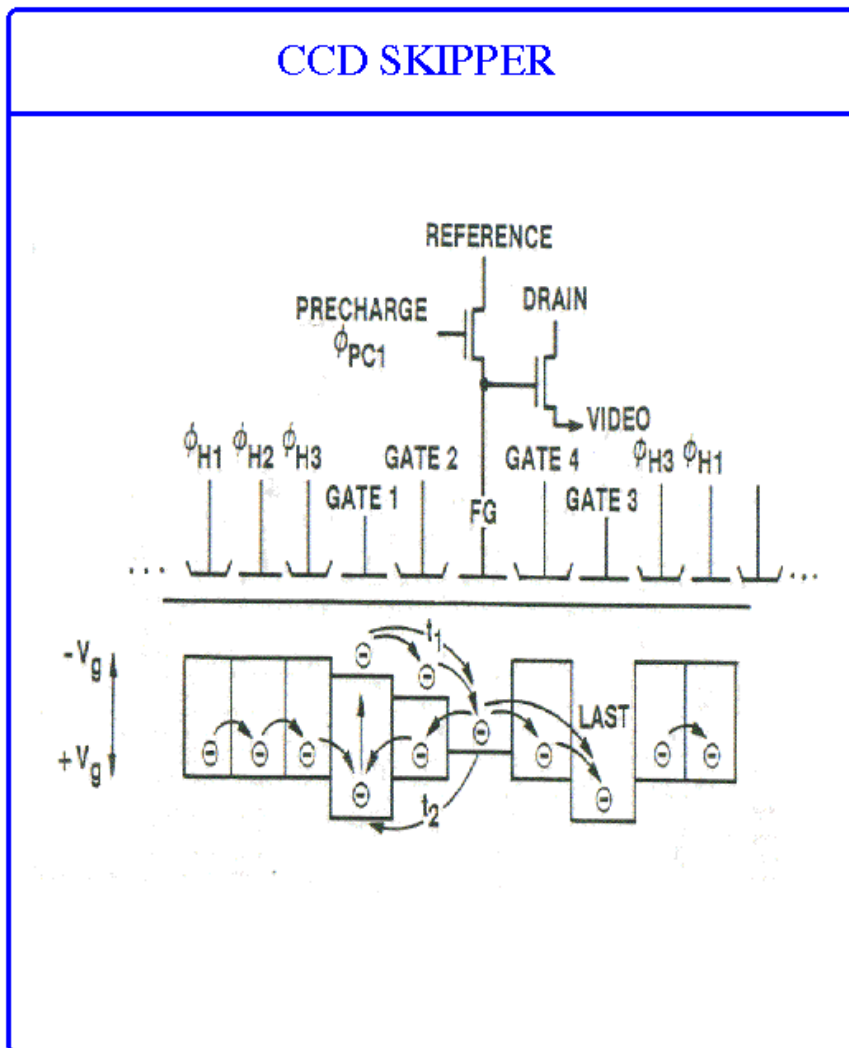 CCD SKIPPER
REFERENCE
PRECHARGE
ϕPC1
DRAIN
VIDEO
ϕH1 ϕH2 ϕH3 GATE 2 GATE 4 ϕH3 ϕH1
GATE 1 FG GATE 3
... ...
-Vg
t1
LAST
+Vg
t2